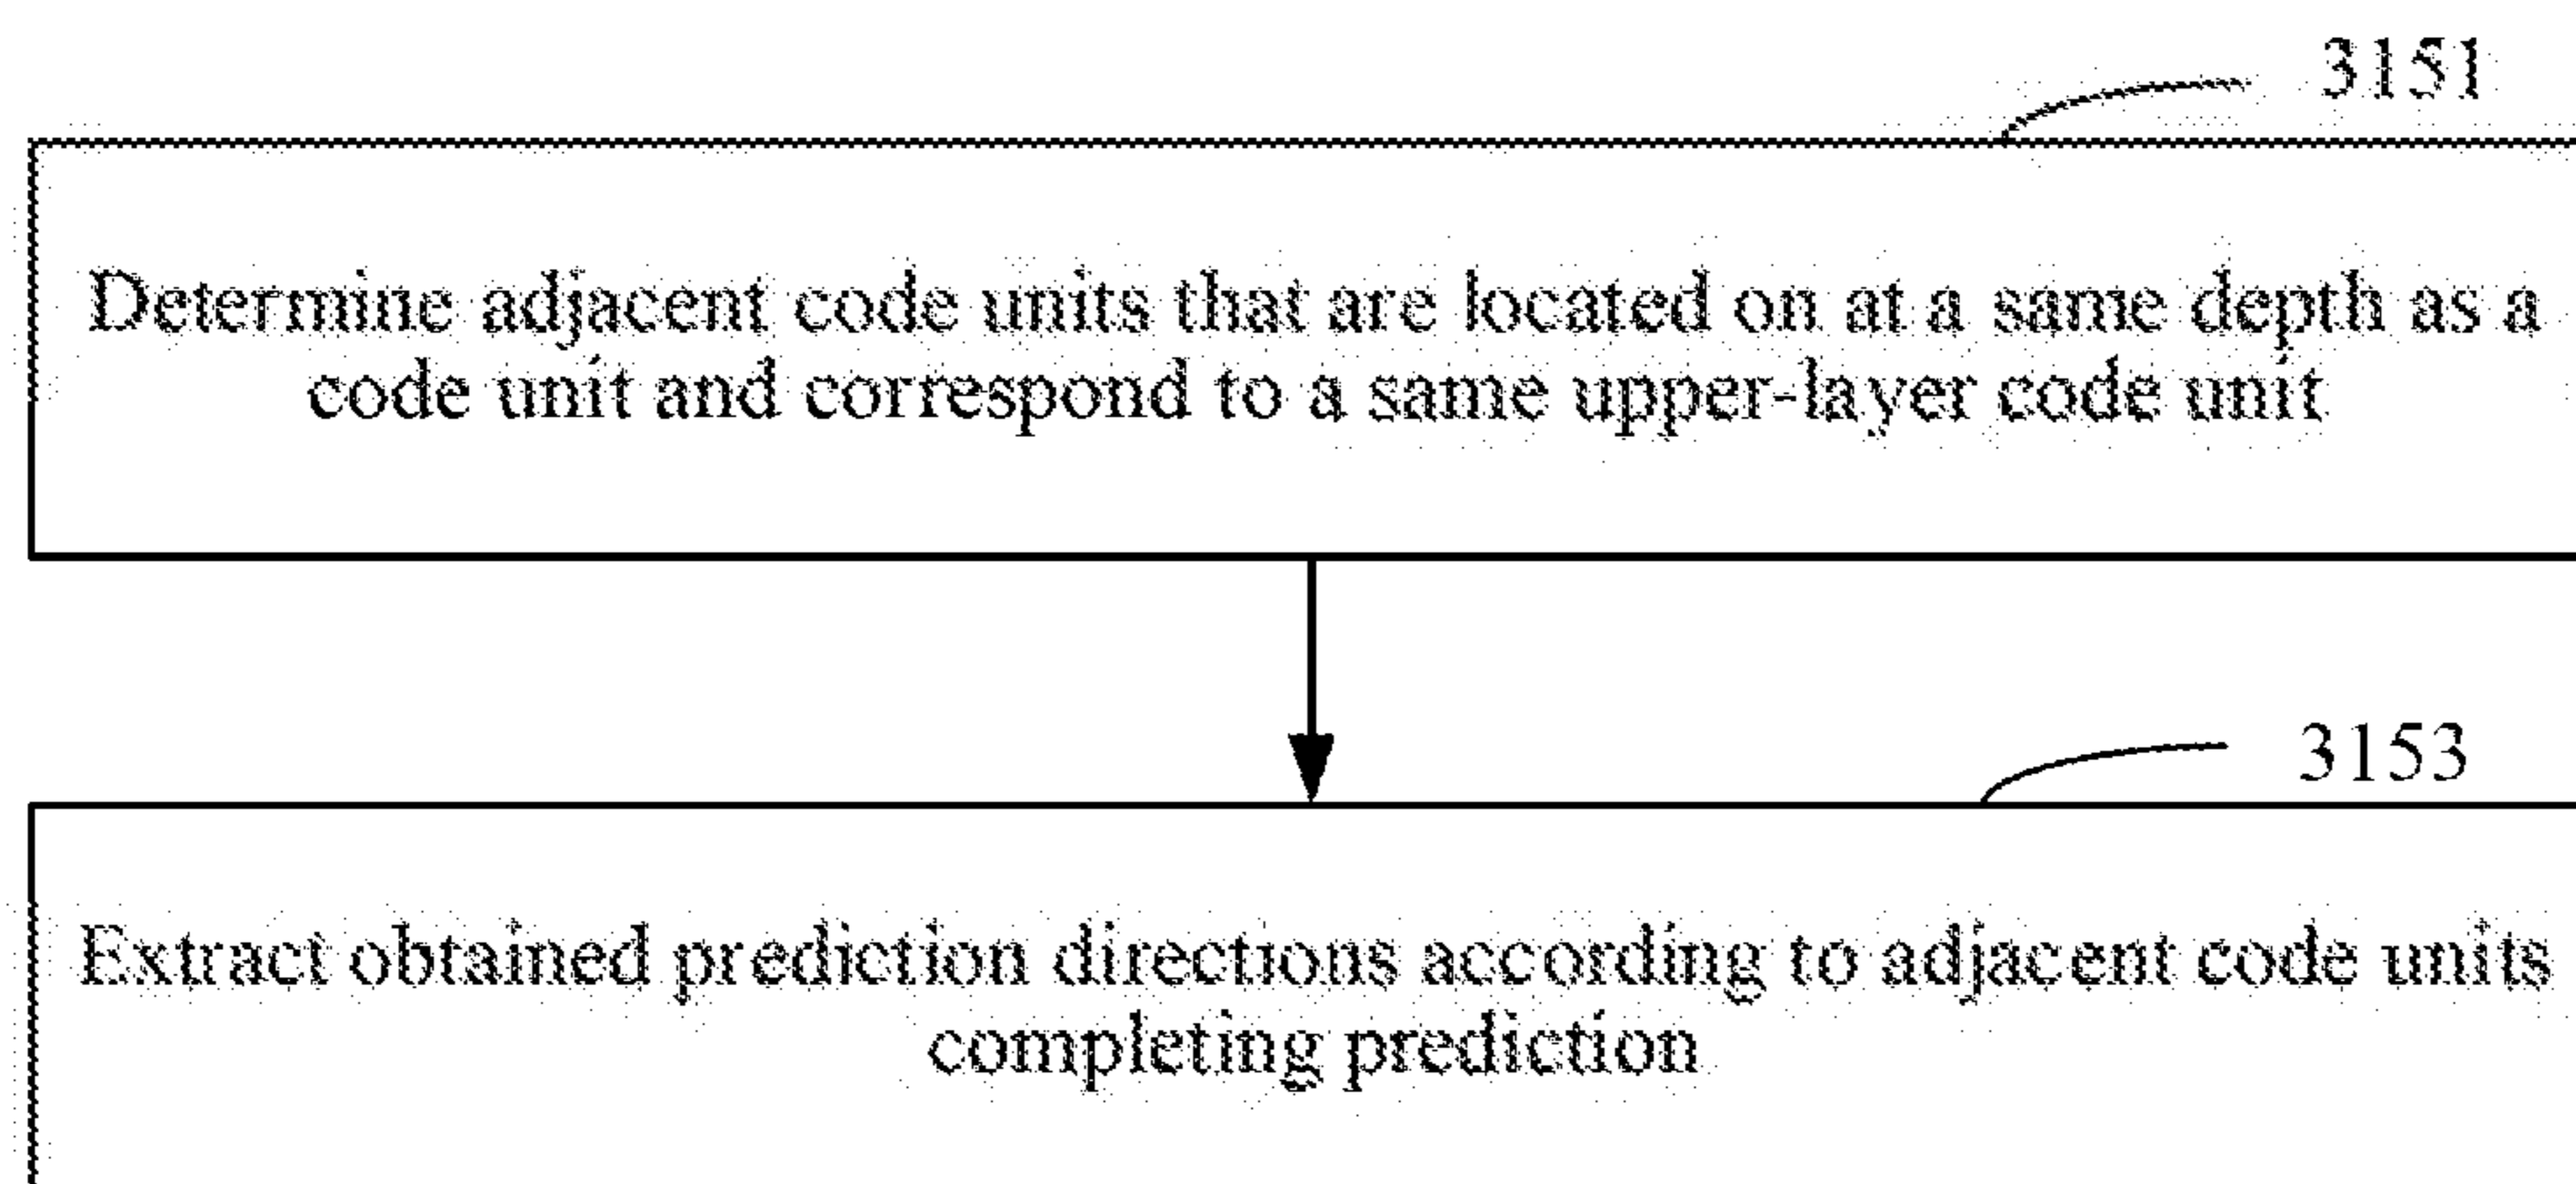 3151
Determine adjacent code units that are located on at a same depth as a
code unit and correspond to a same upper-layer code unit
3153
Extract obtained prediction directions according to adjacent code units
completing prediction